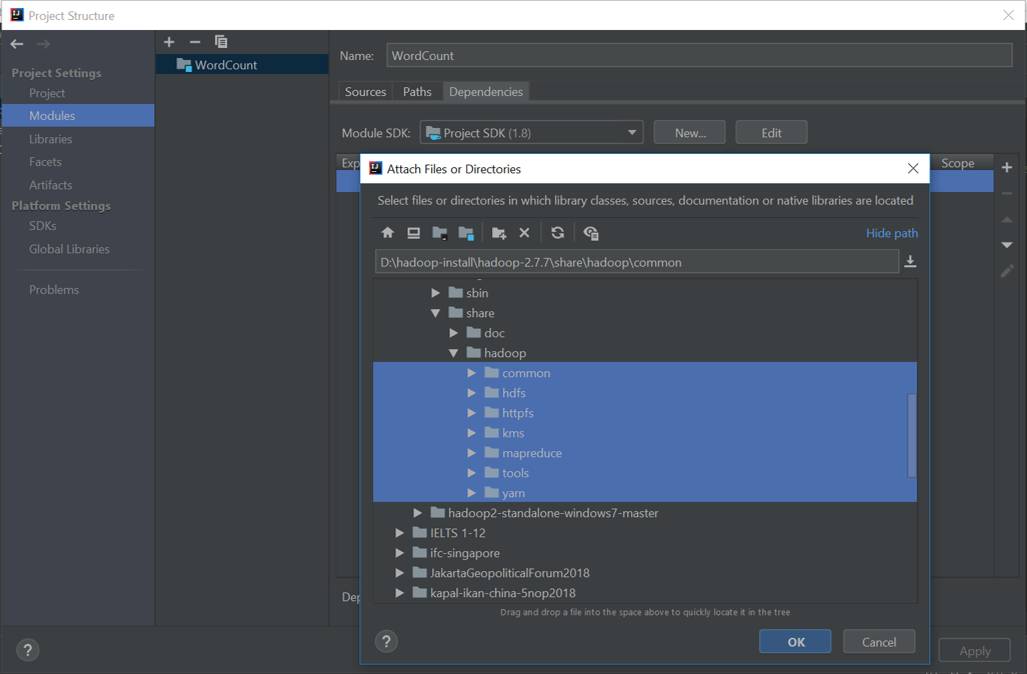 Project Structure
Project Settings
Project
Modules
Libraries
Facets
Artifacts
Platform Settings
SDKs
Global Libraries
Problems
WordCount
Name: WordCount
Sources Paths Dependencies
Module SDK: Project SDK (1.8) New... Edit
Exp Scope
Attach Files or Directories
Select files or directories in which library classes, sources, documentation or native libraries are located
Hide path
D:\hadoop-install\hadoop-2.7.7\share\hadoop\common
sbin
share
doc
hadoop
common
hdfs
httpfs
kms
mapreduce
tools
yarn
hadoop2-standalone-windows7-master
IELTS 1-12
ifc-singapore
JakartaGeopoliticalForum2018
kapal-ikan-china-5nop2018
Dep
Drag and drop a file into the space above to quickly locate it in the tree
? OK Cancel
? Apply